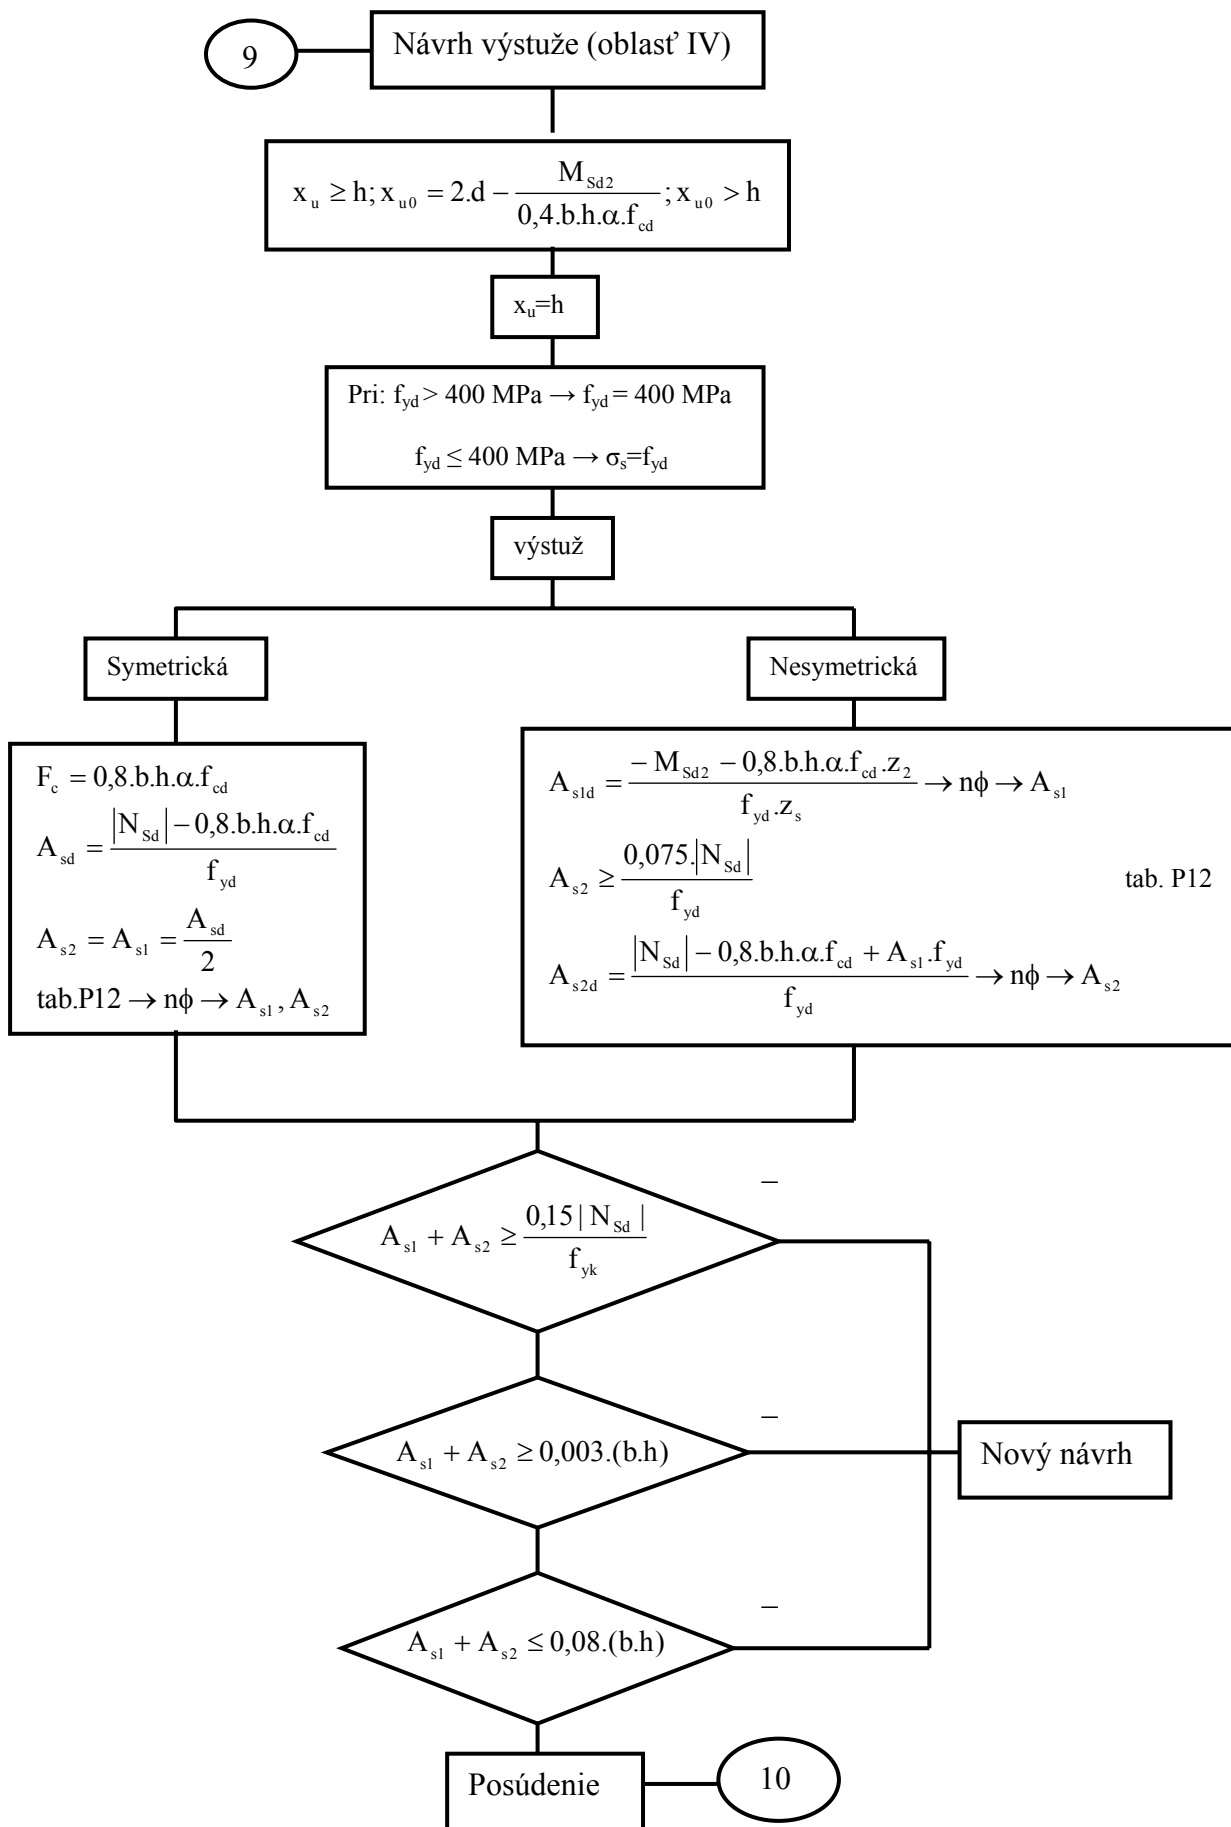 9
Návrh výstuže (oblasť IV)
x_u ≥ h; x_u0 = 2.d − M_Sd2 / 0,4.b.h.α.f_cd ; x_u0 > h
x_u=h
Pri: f_yd > 400 MPa → f_yd = 400 MPa
f_yd ≤ 400 MPa → σ_s=f_yd
výstuž
Symetrická
Nesymetrická
F_c = 0,8.b.h.α.f_cd
A_sd = |N_Sd| − 0,8.b.h.α.f_cd / f_yd
A_s2 = A_s1 = A_sd / 2
tab.P12 → nϕ → A_s1, A_s2
A_s1d = − M_Sd2 − 0,8.b.h.α.f_cd.z_2 / f_yd.z_s → nϕ → A_s1
A_s2 ≥ 0,075.|N_Sd| / f_yd tab. P12
A_s2d = |N_Sd| − 0,8.b.h.α.f_cd + A_s1.f_yd / f_yd → nϕ → A_s2
–
A_s1 + A_s2 ≥ 0,15 | N_Sd | / f_yk
–
A_s1 + A_s2 ≥ 0,003.(b.h)
Nový návrh
–
A_s1 + A_s2 ≤ 0,08.(b.h)
Posúdenie
10